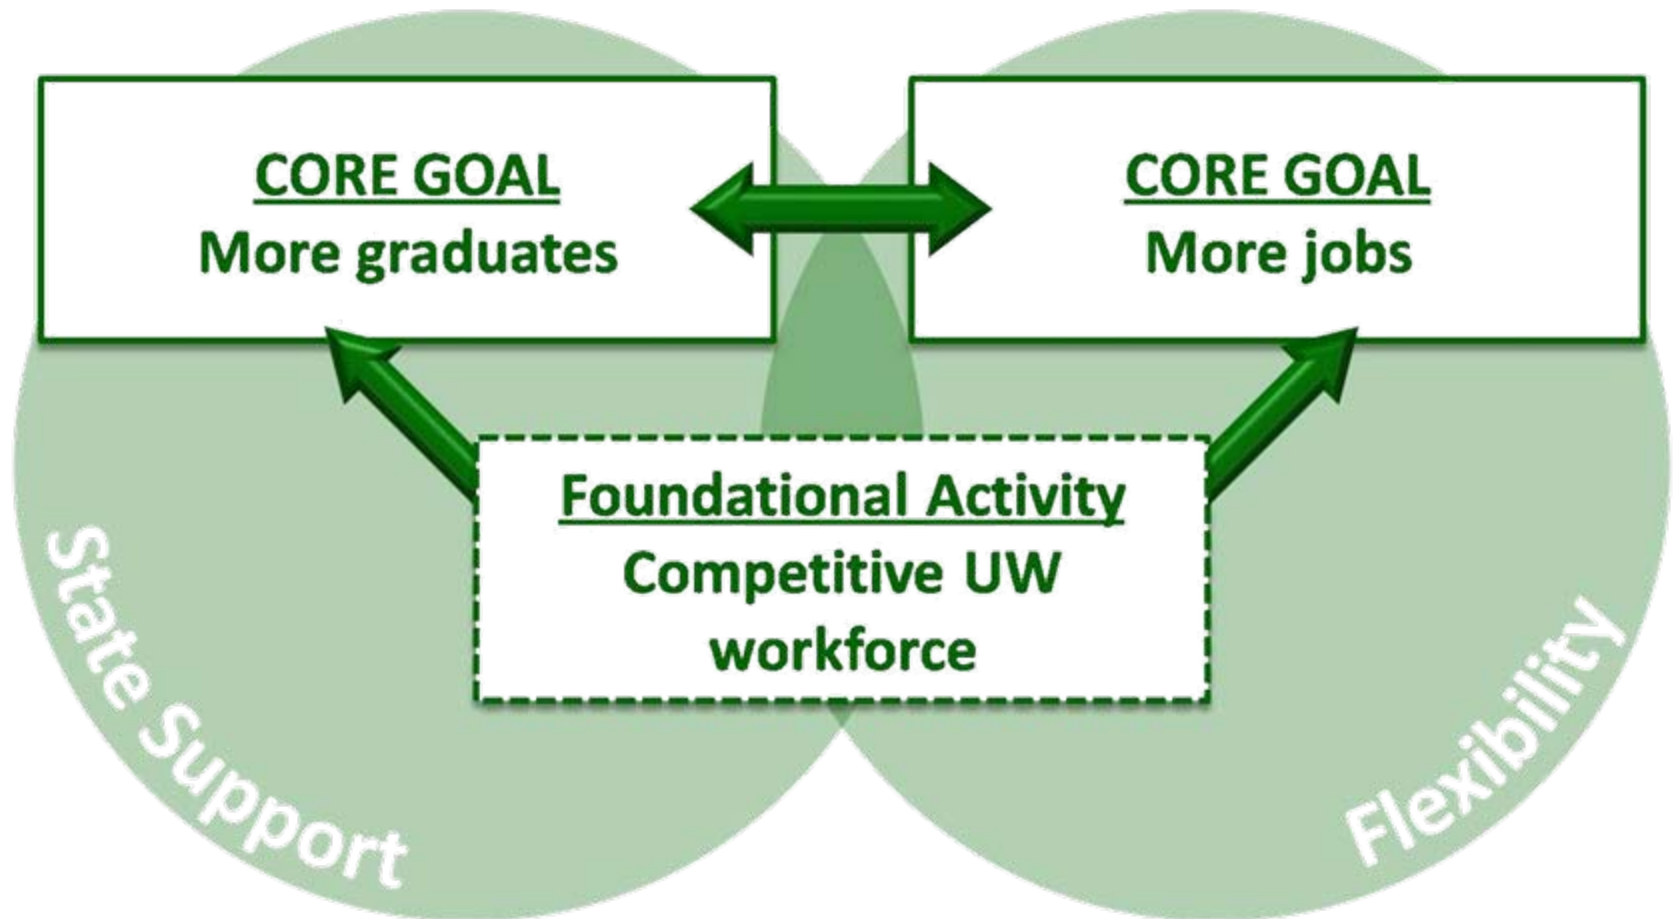 CORE GOAL
More graduates
CORE GOAL
More jobs
Foundational Activity
Competitive UW
workforce
State Support
Flexibility